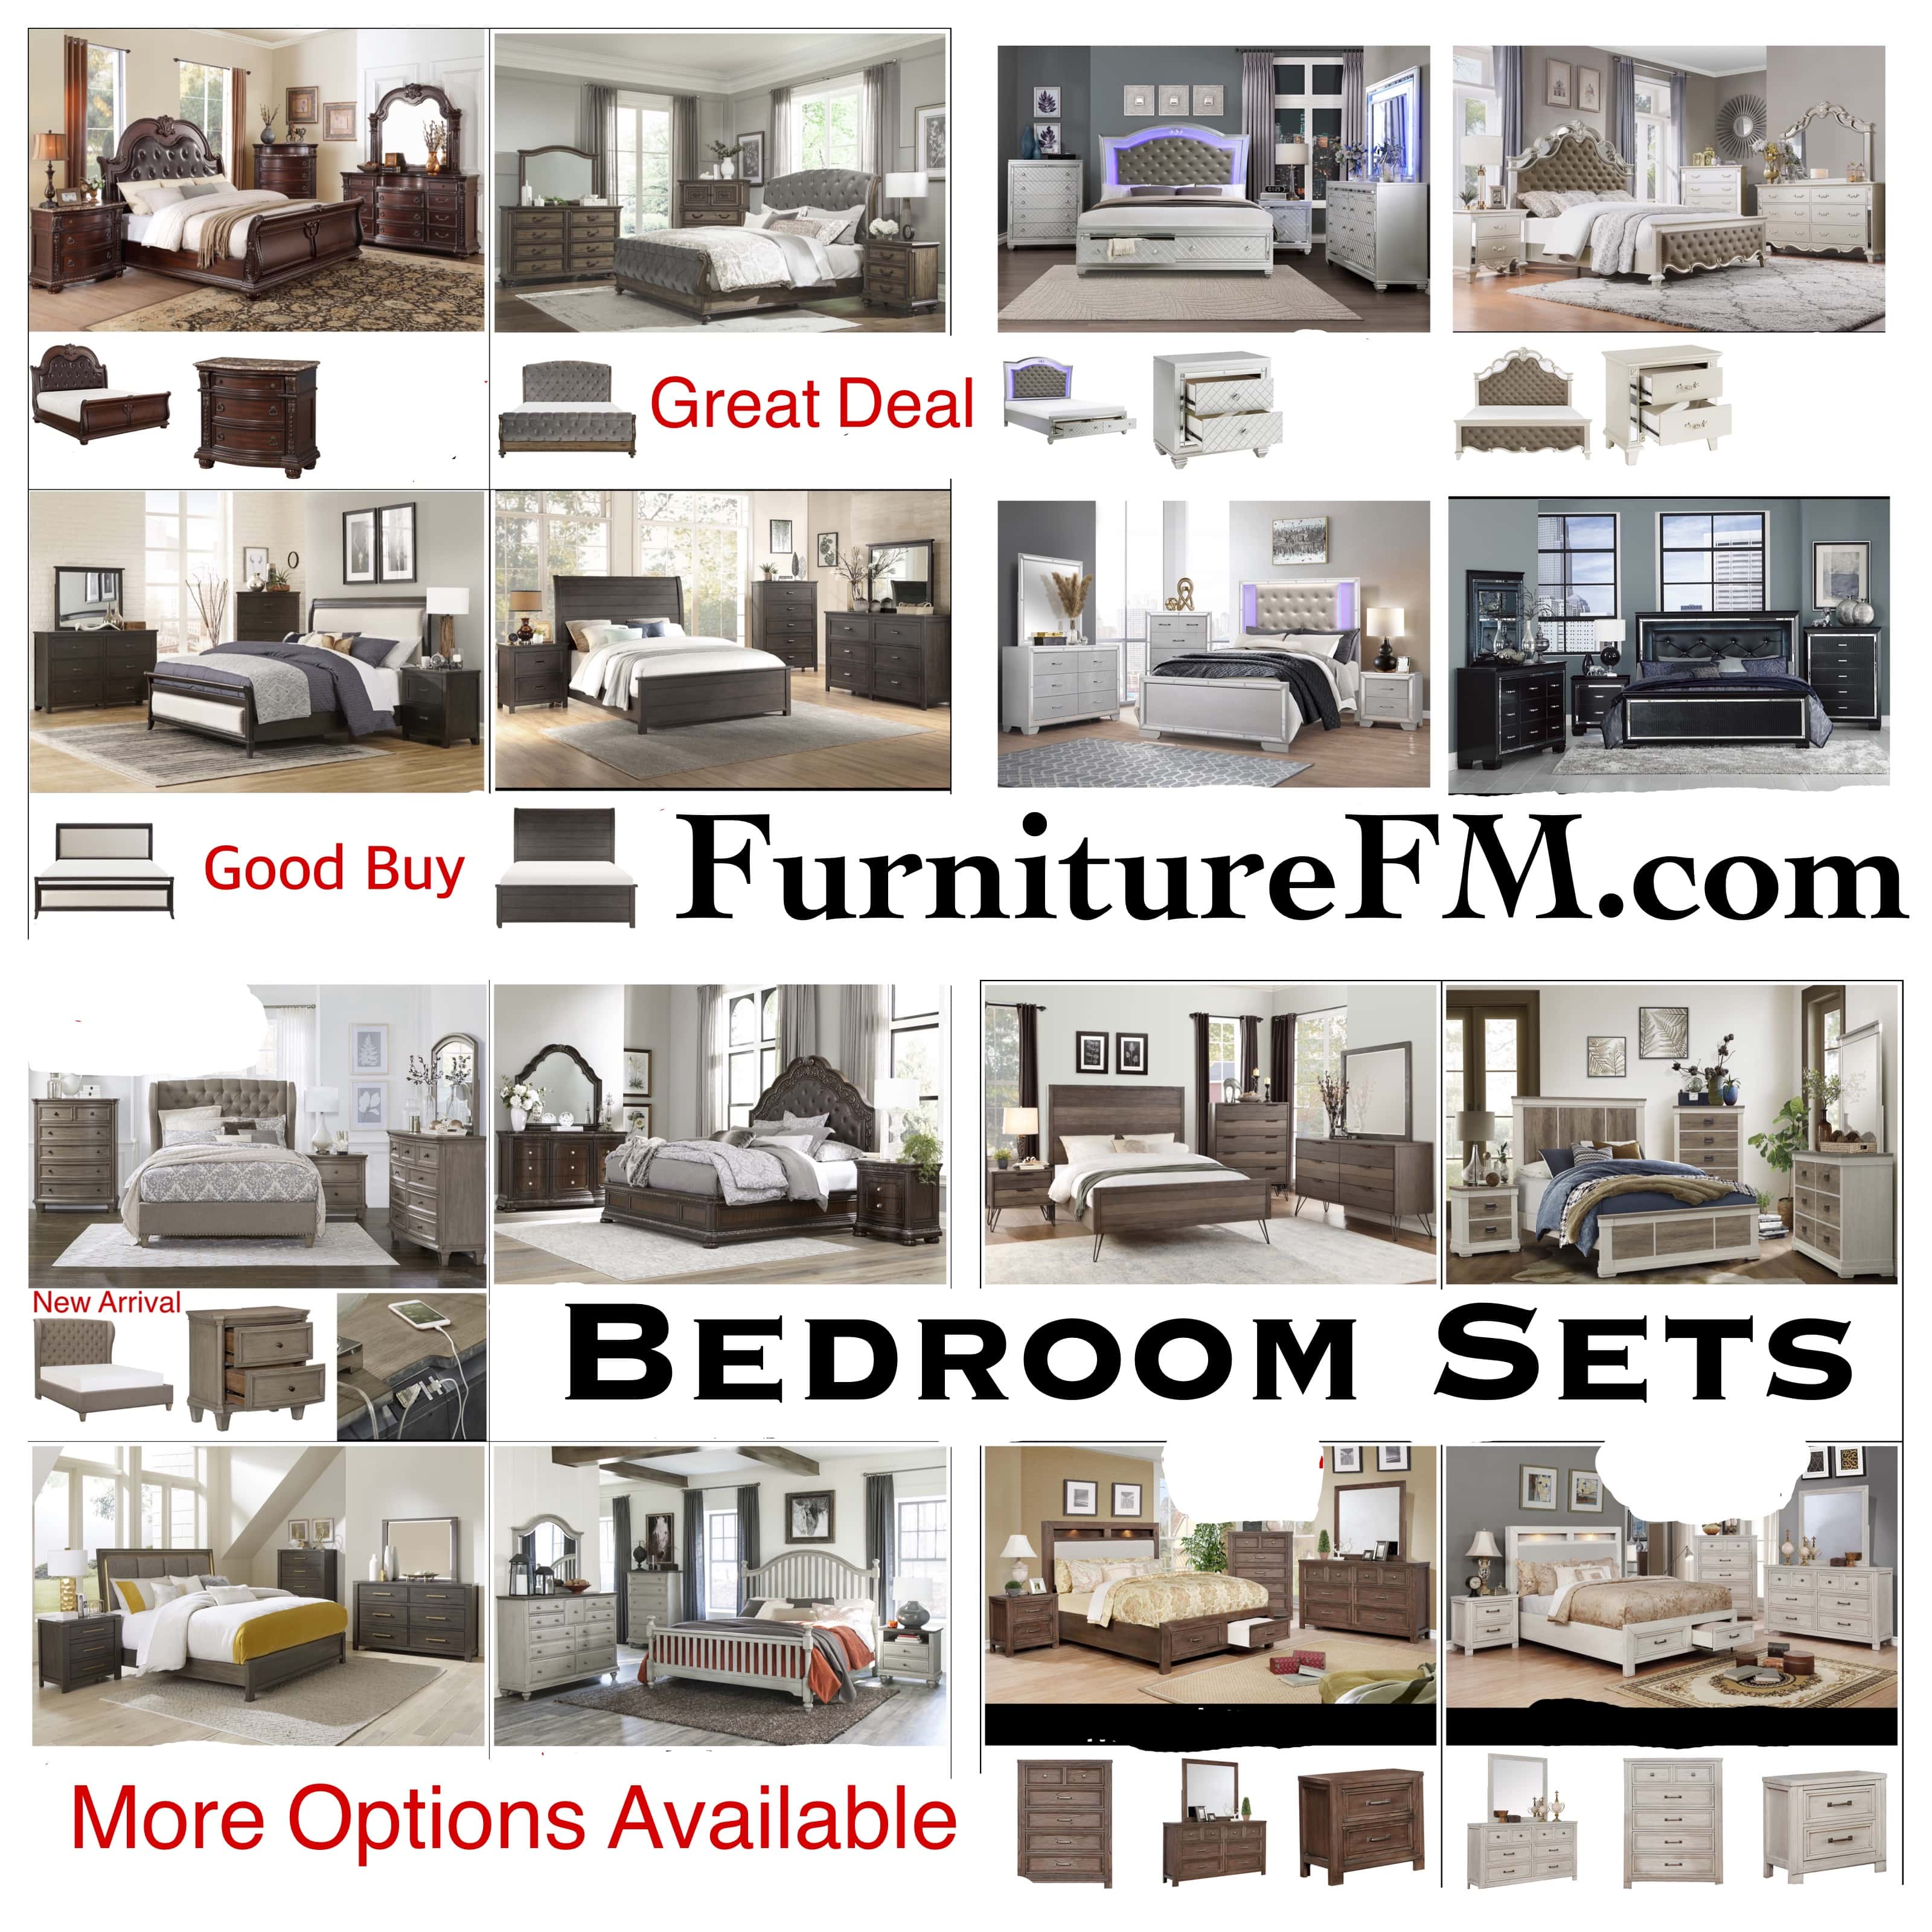 Great Deal
Good Buy
FurnitureFM.com
New Arrival
Bedroom Sets
More Options Available